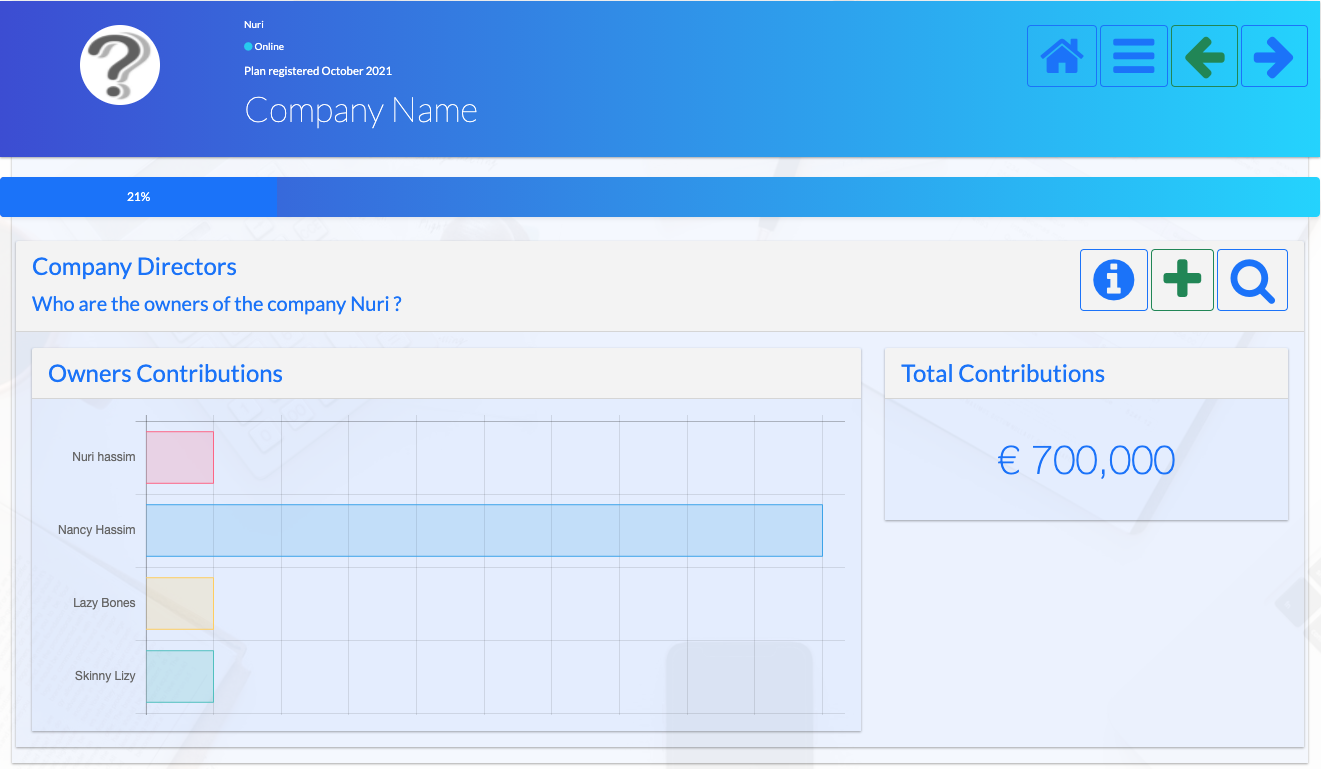 Nuri
Online
Plan registered October 2021
Company Name
21%
Company Directors
Who are the owners of the company Nuri ?
Owners Contributions
Nuri hassim
Nancy Hassim
Lazy Bones
Skinny Lizy
Total Contributions
€ 700,000